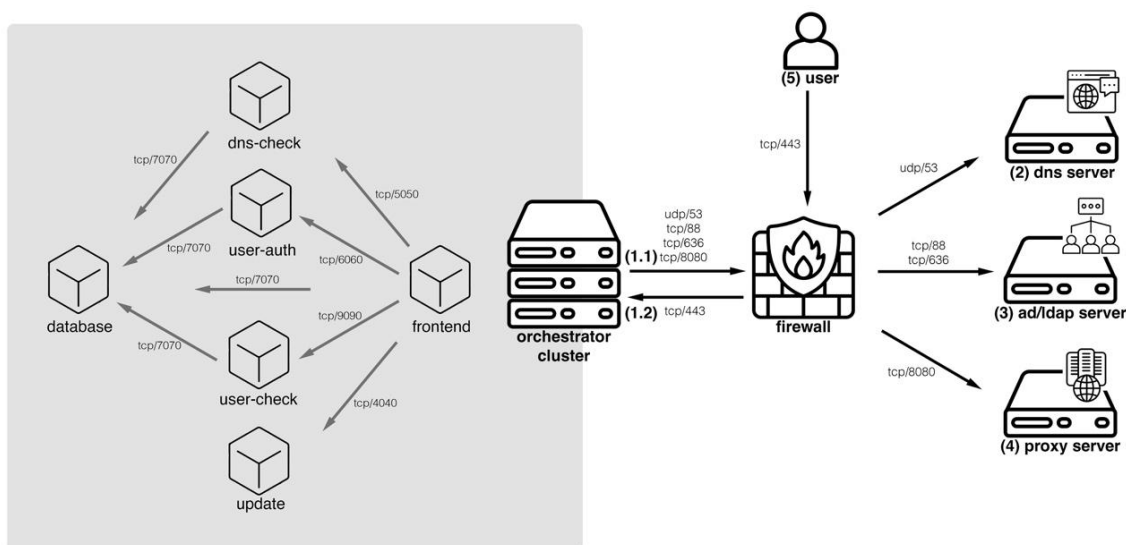 (5) user
tcp/443
dns-check
tcp/7070
tcp/5050
user-auth
tcp/7070
tcp/6060
tcp/7070
database
frontend
tcp/9090
tcp/7070
user-check
tcp/4040
update
udp/53
tcp/88
tcp/636
tcp/8080
(1.1)
(1.2)
tcp/443
orchestrator
cluster
firewall
udp/53
(2) dns server
tcp/88
tcp/636
(3) ad/ldap server
tcp/8080
(4) proxy server